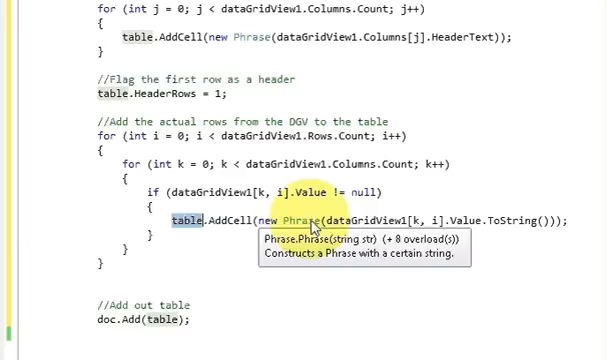 for (int j = 0; j < dataGridView1.Columns.Count; j++)
{
table.AddCell(new Phrase(dataGridView1.Columns[j].HeaderText));
}
//Flag the first row as a header
table.HeaderRows = 1;
//Add the actual rows from the DGV to the table
for (int i = 0; i < dataGridView1.Rows.Count; i++)
{
for (int k = 0; k < dataGridView1.Columns.Count; k++)
{
if (dataGridView1[k, i].Value != null)
{
table.AddCell(new Phrase(dataGridView1[k, i].Value.ToString()));
}
Phrase.Phrase(string str) (+ 8 overload(s))
Constructs a Phrase with a certain string.
}
}
//Add out table
doc.Add(table);